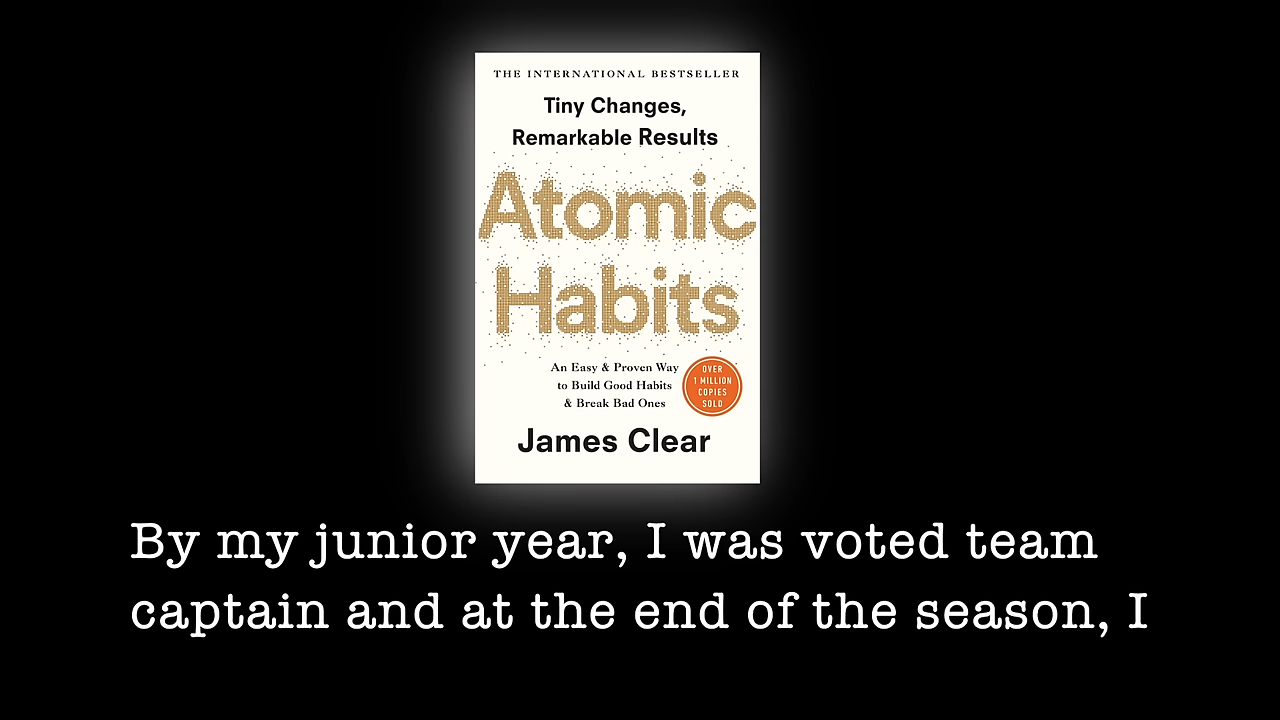 THE INTERNATIONAL BESTSELLER
Tiny Changes,
Remarkable Results
Atomic
Habits
An Easy & Proven Way
to Build Good Habits
& Break Bad Ones
OVER
1 MILLION
COPIES
SOLD
James Clear
By my junior year, I was voted team
captain and at the end of the season, I